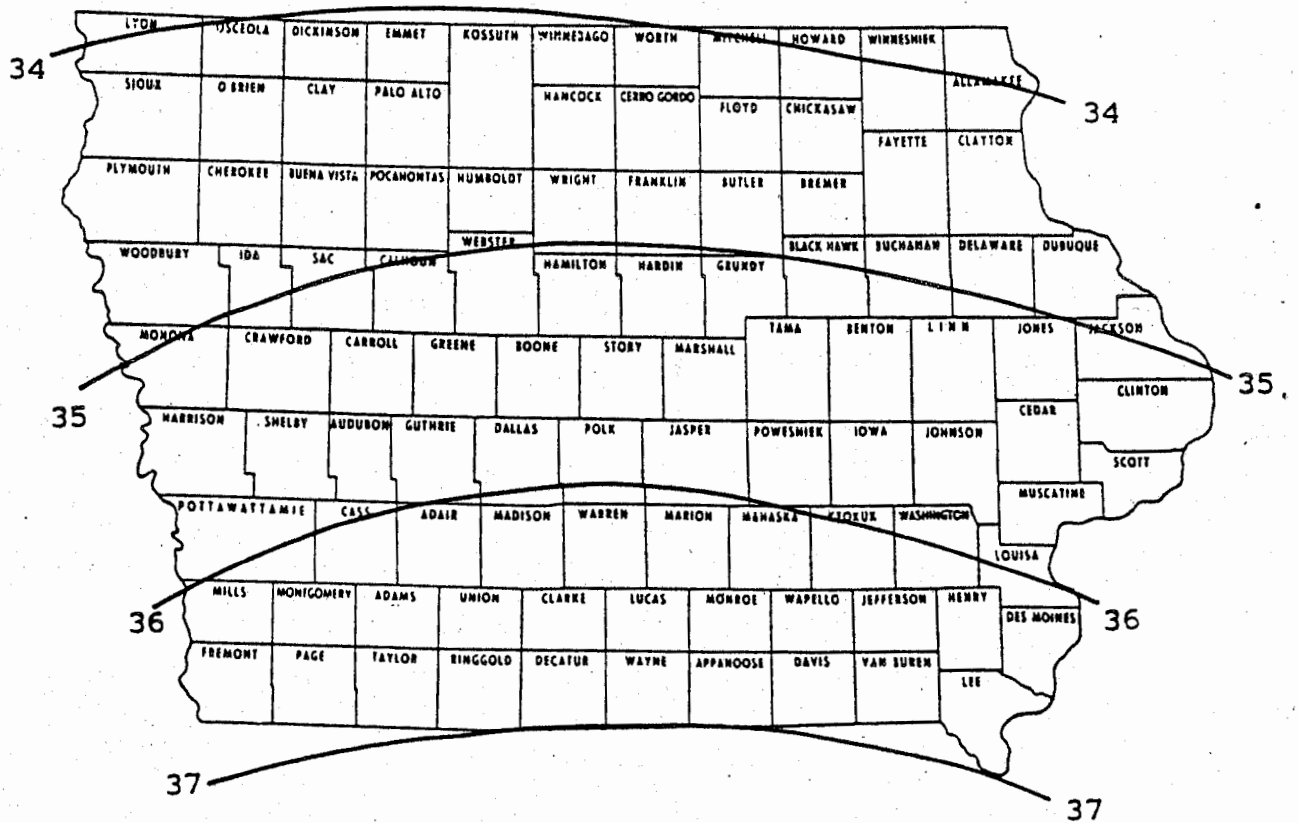 LYON OSCEOLA DICKINSON EMMET KOSSUTH WINNEBAGO WORTH MITCHELL HOWARD WINNESHIEK
34
SIOUX O BRIEN CLAY PALO ALTO HANCOCK CERRO GORDO FLOYD CHICKASAW ALLAMAKEE
34
FAYETTE CLAYTON
PLYMOUTH CHEROKEE BUENA VISTA POCAHONTAS HUMBOLDT WRIGHT FRANKLIN BUTLER BREMER
WOODBURY IDA SAC CALHOUN WEBSTER HAMILTON HARDIN GRUNDY BLACK HAWK BUCHANAN DELAWARE DUBUQUE
MONONA CRAWFORD CARROLL GREENE BOONE STORY MARSHALL TAMA BENTON LINN JONES JACKSON
35
35
CLINTON
HARRISON SHELBY AUDUBON GUTHRIE DALLAS POLK JASPER POWESHIEK IOWA JOHNSON CEDAR
SCOTT
MUSCATINE
POTTAWATTAMIE CASS ADAIR MADISON WARREN MARION MAHASKA KEOKUK WASHINGTON
LOUISA
MILLS MONTGOMERY ADAMS UNION CLARKE LUCAS MONROE WAPELLO JEFFERSON HENRY
36
DES MOINES
36
FREMONT PAGE TAYLOR RINGGOLD DECATUR WAYNE APPANOOSE DAVIS VAN BUREN
LEE
37
37